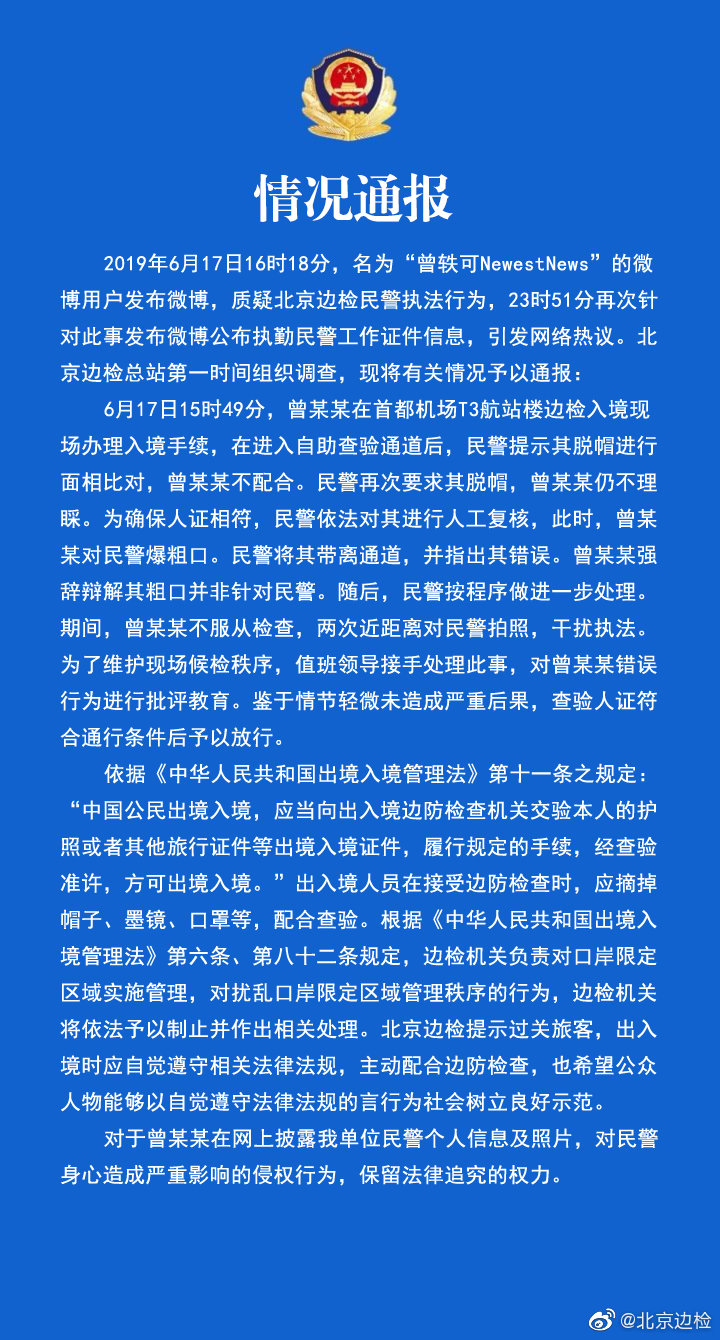 情况通报
2019年6月17日16时18分，名为“曾轶可NewestNews”的微
博用户发布微博，质疑北京边检民警执法行为，23时51分再次针
对此事发布微博公布执勤民警工作证件信息，引发网络热议。北
京边检总站第一时间组织调查，现将有关情况予以通报：
6月17日15时49分，曾某某在首都机场T3航站楼边检入境现
场办理入境手续，在进入自助查验通道后，民警提示其脱帽进行
面相比对，曾某某不配合。民警再次要求其脱帽，曾某某仍不理
睬。为确保人证相符，民警依法对其进行人工复核，此时，曾某
某对民警爆粗口。民警将其带离通道，并指出其错误。曾某某强
辞辩解其粗口并非针对民警。随后，民警按程序做进一步处理。
期间，曾某某不服从检查，两次近距离对民警拍照，干扰执法。
为了维护现场候检秩序，值班领导接手处理此事，对曾某某错误
行为进行批评教育。鉴于情节轻微未造成严重后果，查验人证符
合通行条件后予以放行。
依据《中华人民共和国出境入境管理法》第十一条之规定：
“中国公民出境入境，应当向出入境边防检查机关交验本人的护
照或者其他旅行证件等出境入境证件，履行规定的手续，经查验
准许，方可出境入境。”出入境人员在接受边防检查时，应摘掉
帽子、墨镜、口罩等，配合查验。根据《中华人民共和国出境入
境管理法》第六条、第八十二条规定，边检机关负责对口岸限定
区域实施管理，对扰乱口岸限定区域管理秩序的行为，边检机关
将依法予以制止并作出相关处理。北京边检提示过关旅客，出入
境时应自觉遵守相关法律法规，主动配合边防检查，也希望公众
人物能够以自觉遵守法律法规的言行为社会树立良好示范。
对于曾某某在网上披露我单位民警个人信息及照片，对民警
身心造成严重影响的侵权行为，保留法律追究的权力。
@北京边检